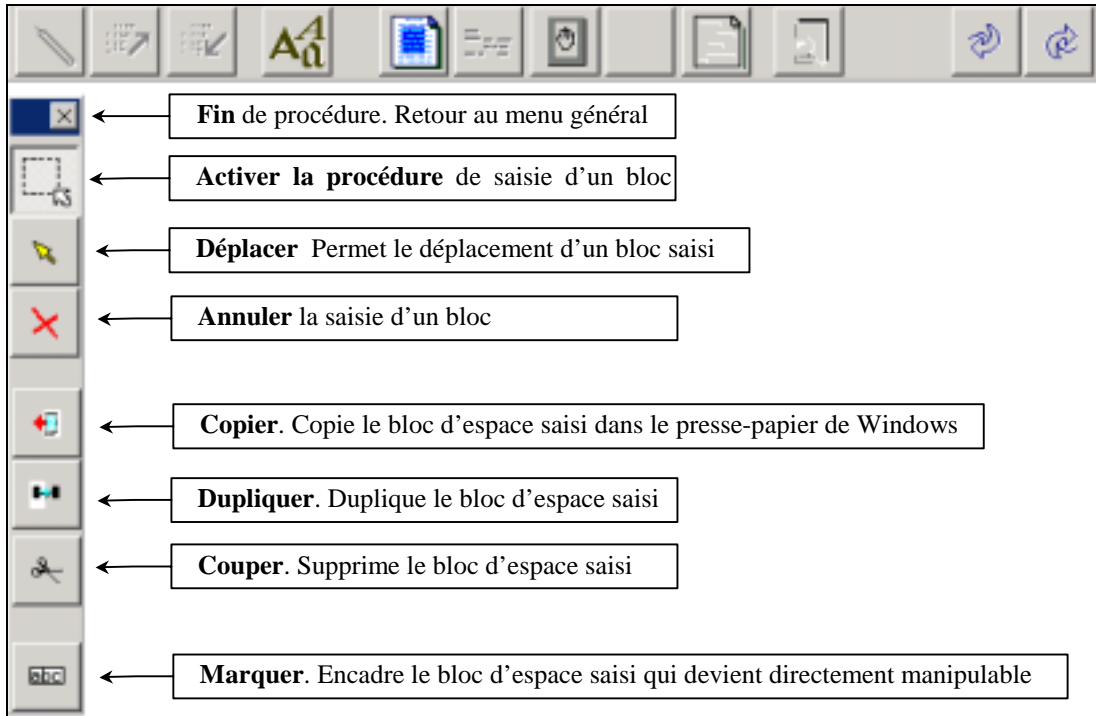 AAa
Fin de procédure. Retour au menu général
Activer la procédure de saisie d’un bloc
Déplacer Permet le déplacement d’un bloc saisi
Annuler la saisie d’un bloc
Copier. Copie le bloc d’espace saisi dans le presse-papier de Windows
Dupliquer. Duplique le bloc d’espace saisi
Couper. Supprime le bloc d’espace saisi
abc
Marquer. Encadre le bloc d’espace saisi qui devient directement manipulable